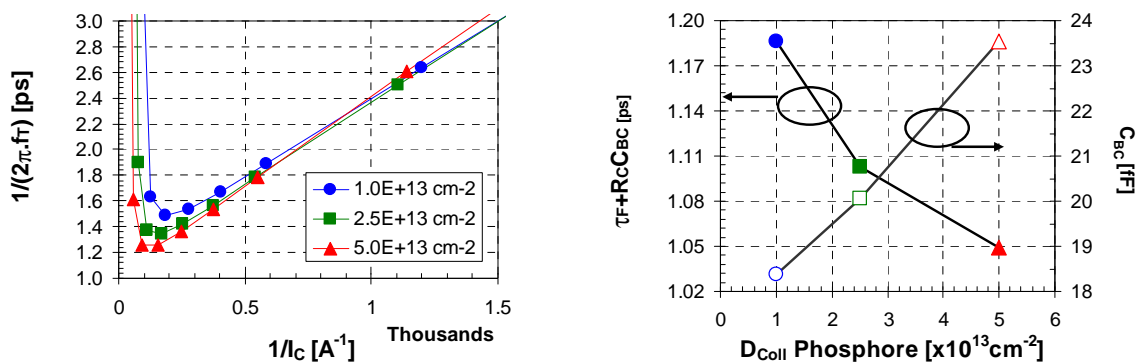 1/(2π.fT) [ps]
3.0
2.8
2.6
2.4
2.2
2.0
1.8
1.6
1.4
1.2
1.0
1.0E+13 cm-2
2.5E+13 cm-2
5.0E+13 cm-2
0 0.5 1 1.5
Thousands
1/IC [A-1]
τF+RCCBC [ps]
1.20
1.17
1.14
1.11
1.08
1.05
1.02
24
23
22
21
20
19
18
CBC [fF]
0 1 2 3 4 5 6
DColl Phosphore [x10¹³cm-2]